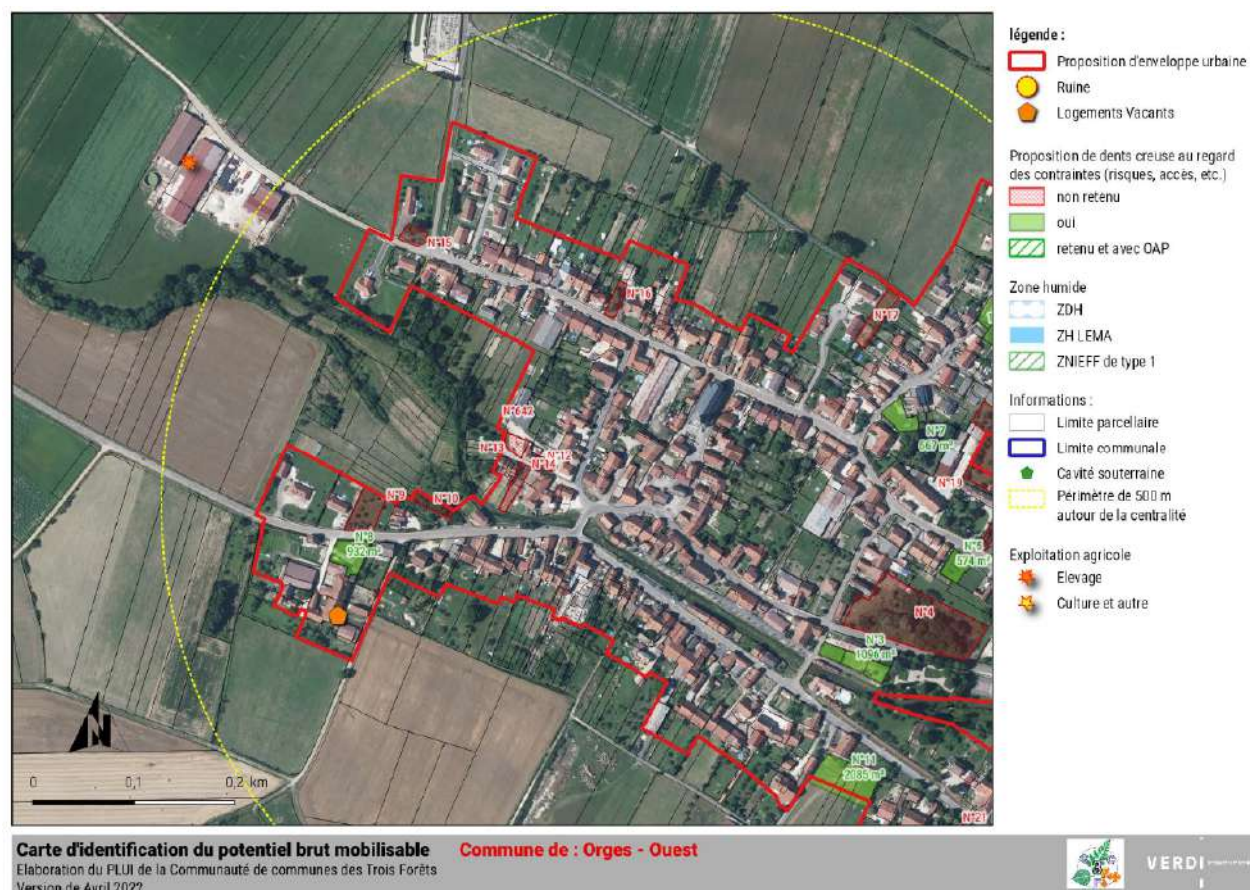 légende :
Proposition d'enveloppe urbaine
Ruine
Logements Vacants
Proposition de dents creuse au regard
des contraintes (risques, accès, etc.)
non retenu
oui
retenu et avec OAP
Zone humide
ZDH
ZH LEMA
ZNIEFF de type 1
Informations :
Limite parcellaire
Limite communale
Cavité souterraine
Périmètre de 500 m
autour de la centralité
Exploitation agricole
Elevage
Culture et autre
N°15
N°16
N°17
N°642
N°7
667 m²
N°13
N°12
N°14
N°19
N°9
N°10
N°8
932 m²
574 m²
N°4
N°3
1096 m²
N°11
N°21
N
0
0,1
0,2 km
Carte d'identification du potentiel brut mobilisable
Commune de : Orges - Ouest
Elaboration du PLUI de la Communauté de communes des Trois Forêts
Version de Avril 2022
VERDI